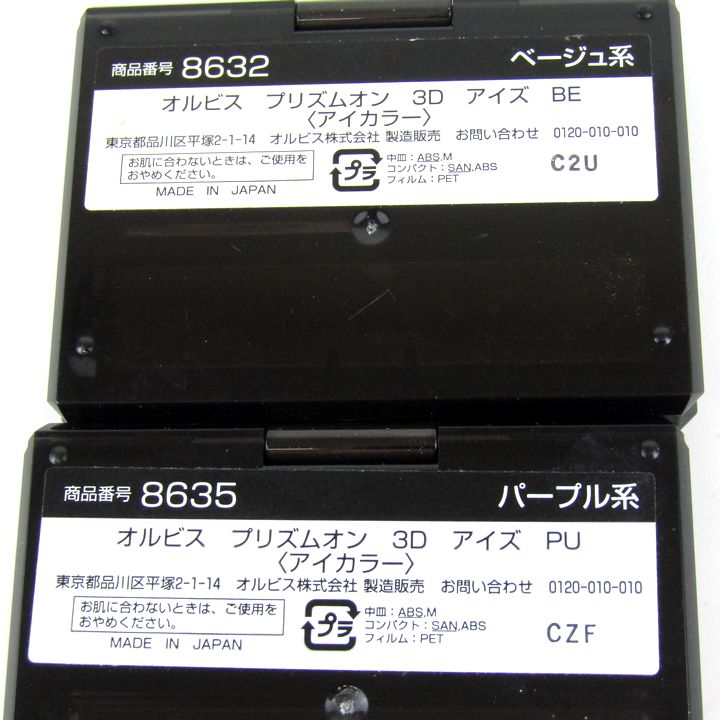 商品番号 8632 ベージュ系
オルビス プリズムオン 3D アイズ BE
〈アイカラー〉
東京都品川区平塚2-1-14 オルビス株式会社 製造販売 お問い合わせ 0120-010-010
お肌に合わないときは、ご使用を
おやめください。
MADE IN JAPAN
プラ
中皿：ABS,M
コンパクト：SAN,ABS
フィルム：PET
C2U
商品番号 8635 パープル系
オルビス プリズムオン 3D アイズ PU
〈アイカラー〉
東京都品川区平塚2-1-14 オルビス株式会社 製造販売 お問い合わせ 0120-010-010
お肌に合わないときは、ご使用を
おやめください。
MADE IN JAPAN
プラ
中皿：ABS,M
コンパクト：SAN,ABS
フィルム：PET
CZF